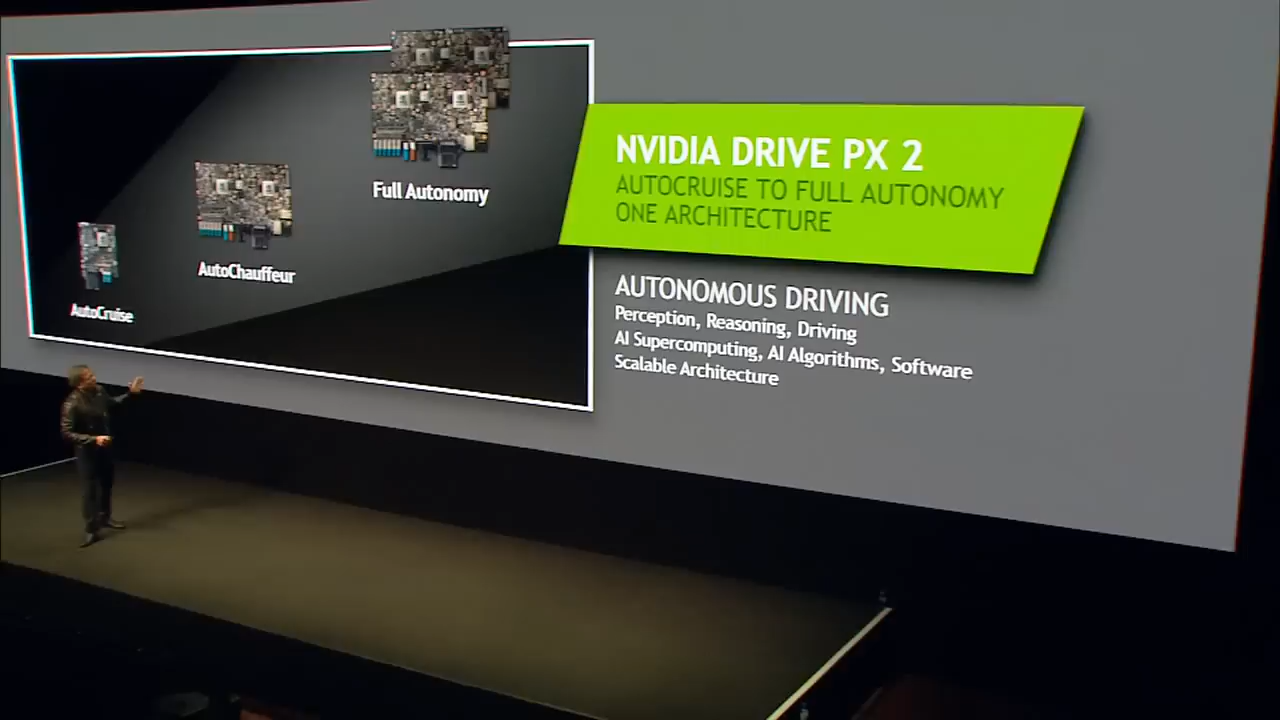 Full Autonomy
AutoChauffeur
AutoCruise
NVIDIA DRIVE PX 2
AUTOCRUISE TO FULL AUTONOMY
ONE ARCHITECTURE
AUTONOMOUS DRIVING
Perception, Reasoning, Driving
AI Supercomputing, AI Algorithms, Software
Scalable Architecture